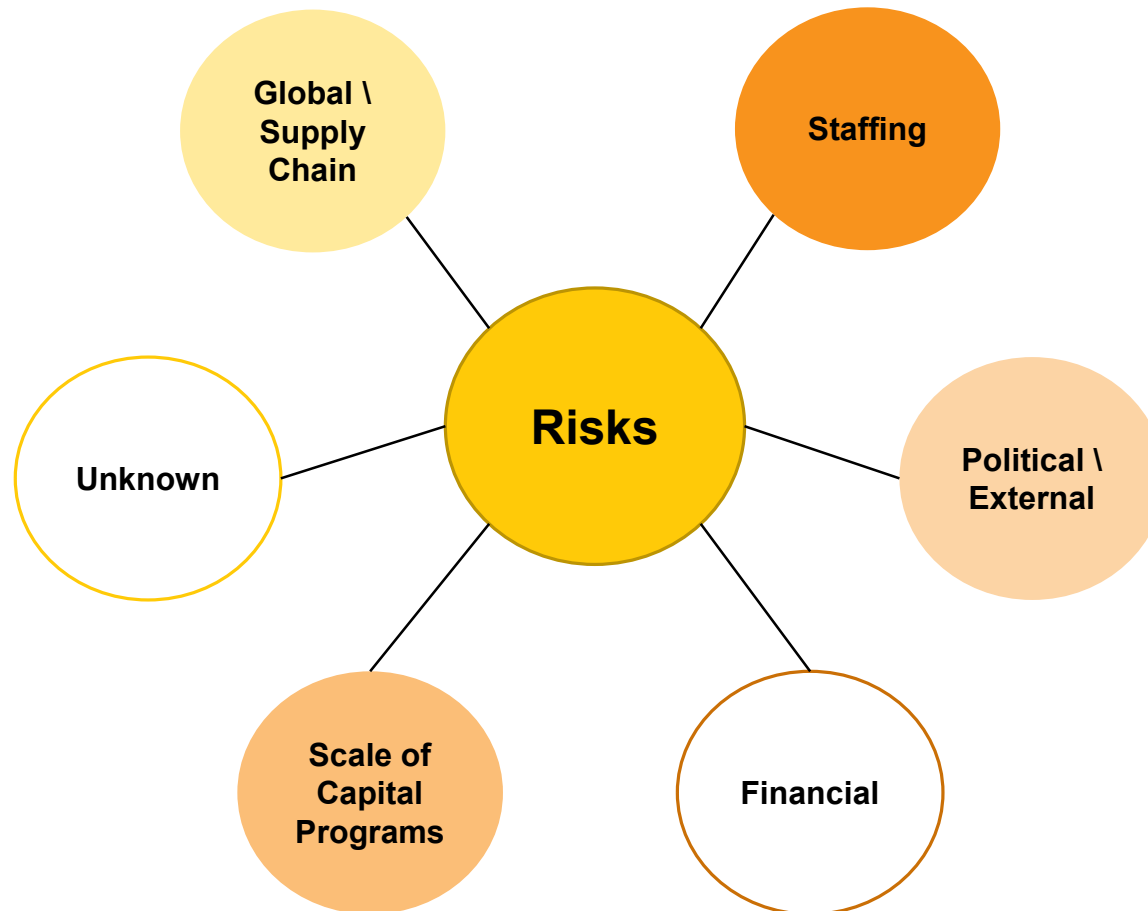 Global \
Supply
Chain
Staffing
Risks
Unknown
Political \
External
Scale of
Capital
Programs
Financial